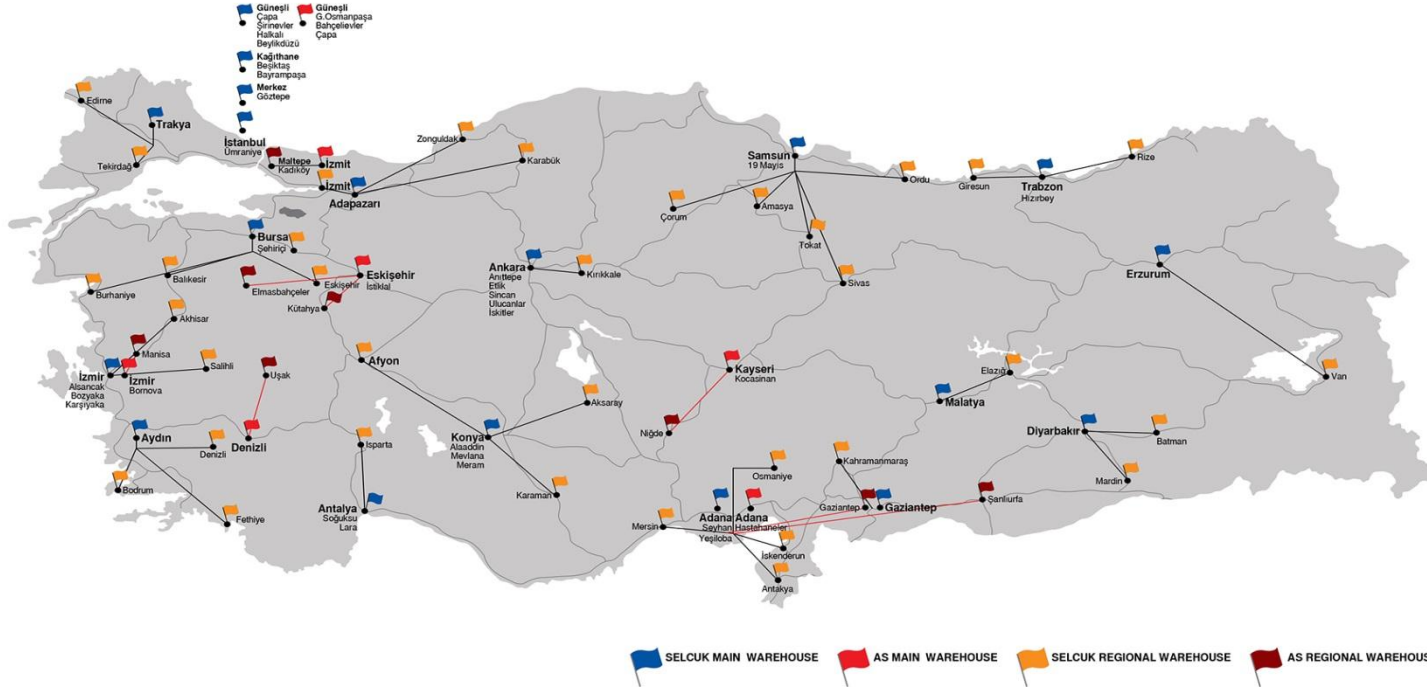 Güneşli
Çapa
Şirinevler
Halkalı
Beylikdüzü
Güneşli
G.Osmanpaşa
Bahçelievler
Çapa
Kağıthane
Beşiktaş
Bayrampaşa
Merkez
Göztepe
İstanbul
Ümraniye
Edirne
Trakya
Tekirdağ
Maltepe
Kadıköy
İzmit
İzmit
Adapazarı
Zonguldak
Karabük
Samsun
19 Mayis
Ordu
Giresun
Trabzon
Hizırbey
Rize
Çorum
Amasya
Tokat
Sivas
Bursa
Şehiriçi
Balıkesir
Burhaniye
Elmasbahçeler
Eskişehir
Eskişehir
İstiklal
Kütahya
Ankara
Anıttepe
Etlik
Sincan
Ulucanlar
İskitler
Kırıkkale
Erzurum
Van
Akhisar
Manisa
Salihli
İzmir
Alsancak
Bozyaka
Karşıyaka
İzmir
Bornova
Uşak
Afyon
Kayseri
Kocasinan
Niğde
Elazığ
Malatya
Aksaray
Konya
Alaaddin
Mevlana
Meram
Karaman
Aydın
Denizli
Denizli
Bodrum
Fethiye
Isparta
Antalya
Soğuksu
Lara
Diyarbakır
Batman
Mardin
Kahramanmaraş
Osmaniye
Mersin
Adana
Seyhan
Yeşiloba
Adana
Hastahaneler
Gaziantep
Gaziantep
Şanlıurfa
İskenderun
Antakya
SELCUK MAIN WAREHOUSE
AS MAIN WAREHOUSE
SELCUK REGIONAL WAREHOUSE
AS REGIONAL WAREHOUS